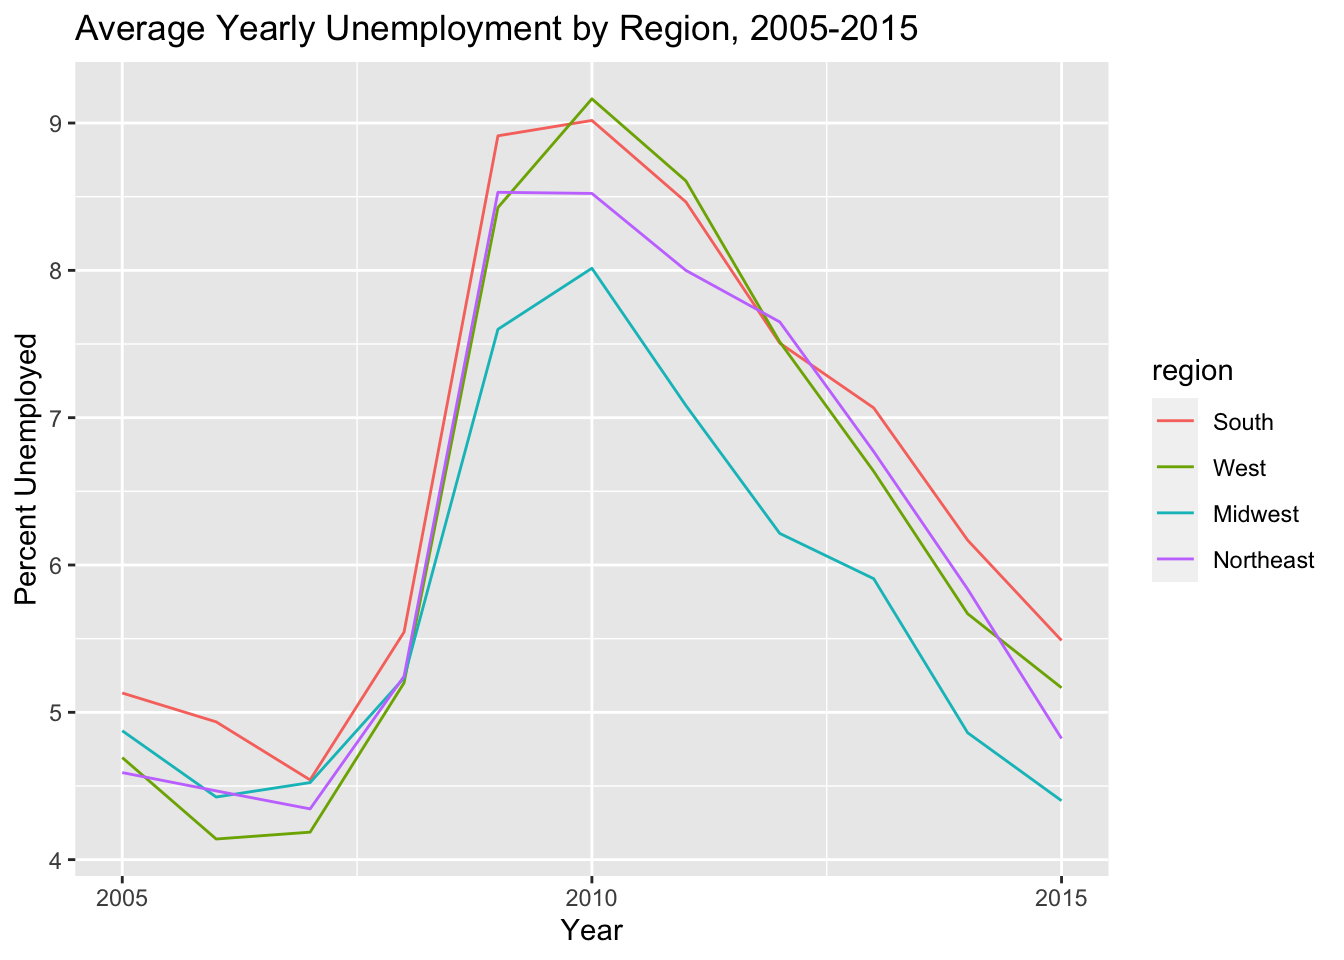 Average Yearly Unemployment by Region, 2005-2015
9
8
7
6
5
4
Percent Unemployed
2005 2010 2015
Year
region
South
West
Midwest
Northeast